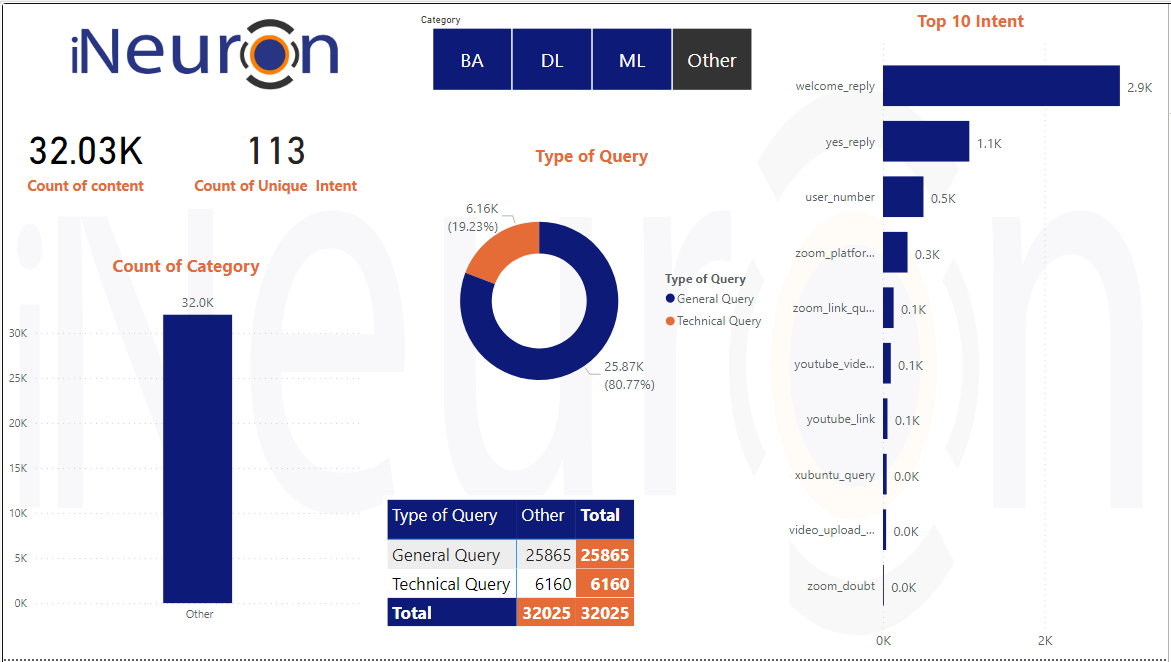 iNeuron
Category
BA DL ML Other
32.03K
Count of content
113
Count of Unique Intent
Count of Category
32.0K
30K
25K
20K
15K
10K
5K
0K
Other
Type of Query
6.16K
(19.23%)
25.87K
(80.77%)
Type of Query
General Query
Technical Query
Type of Query Other Total
General Query 25865 25865
Technical Query 6160 6160
Total 32025 32025
Top 10 Intent
welcome_reply 2.9K
yes_reply 1.1K
user_number 0.5K
zoom_platfor... 0.3K
zoom_link_qu... 0.1K
youtube_vide... 0.1K
youtube_link 0.1K
xubuntu_query 0.0K
video_upload_... 0.0K
zoom_doubt 0.0K
0K 2K
iNeuron